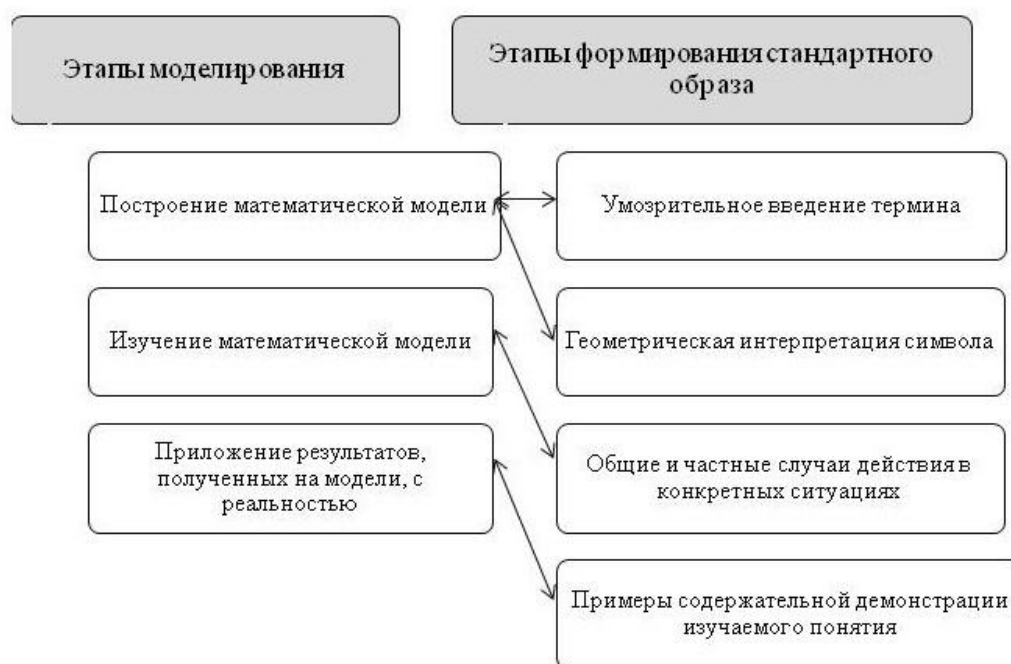 Этапы моделирования
Этапы формирования стандартного
образа
Построение математической модели
Умозрительное введение термина
Изучение математической модели
Геометрическая интерпретация символа
Приложение результатов,
полученных на модели, с
реальностью
Общие и частные случаи действия в
конкретных ситуациях
Примеры содержательной демонстрации
изучаемого понятия